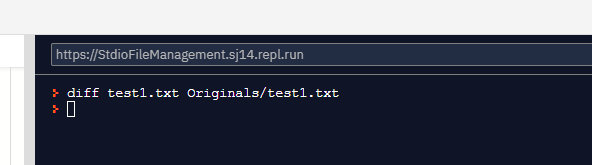 https://StdioFileManagement.sj14.repl.run
> diff test1.txt Originals/test1.txt
>